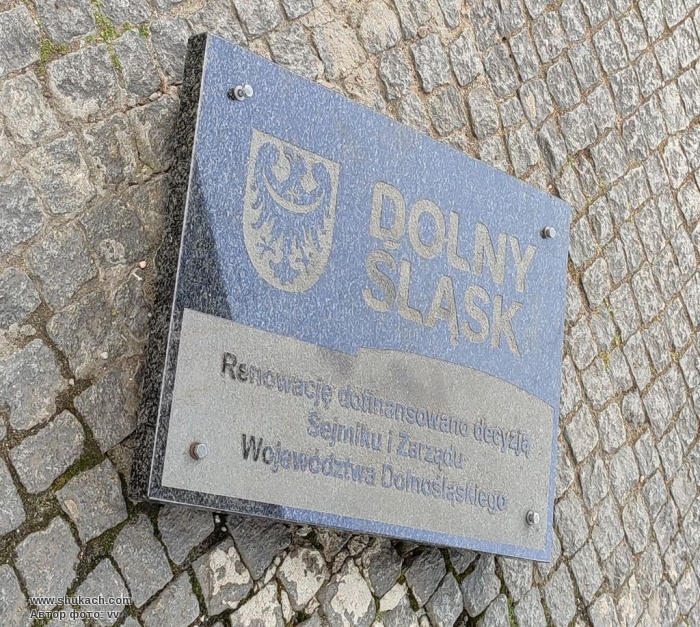 DOLNY
ŚLĄSK
Renowację dofinansowano decyzją
Sejmiku i Zarządu
Województwa Dolnośląskiego
www.shukach.com
Автор фото: vv